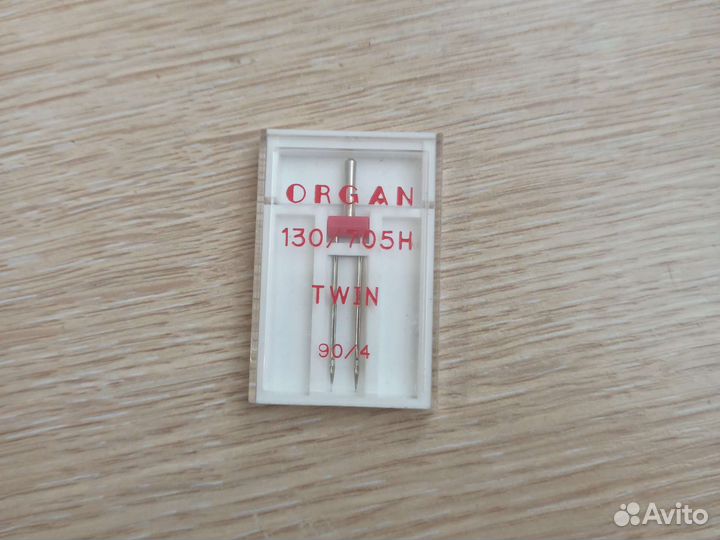 ORGAN
130/705H
TWIN
90/4
Avito